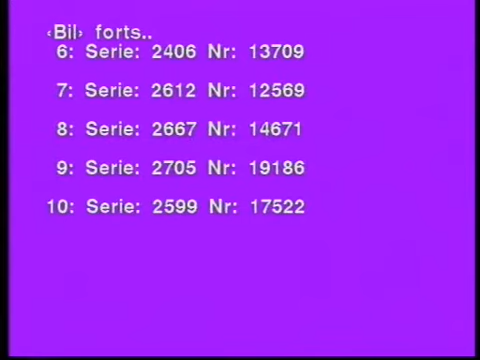 ‹Bil› forts..
6: Serie: 2406 Nr: 13709
7: Serie: 2612 Nr: 12569
8: Serie: 2667 Nr: 14671
9: Serie: 2705 Nr: 19186
10: Serie: 2599 Nr: 17522